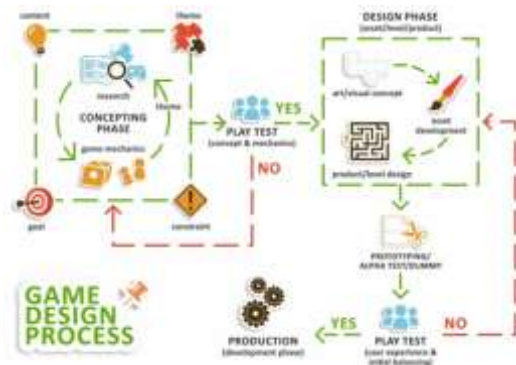 content
theme
research
CONCEPTING
PHASE
theme
game mechanics
goal
constraint
PLAY TEST
(concept & mechanics)
YES
NO
DESIGN PHASE
(asset/level/product)
art/visual concept
asset
development
product/level design
PROTOTYPING/
ALPHA TEST/DUMMY
PLAY TEST
(user experience &
initial balancing)
YES
NO
PRODUCTION
(development phase)
GAME
DESIGN
PROCESS